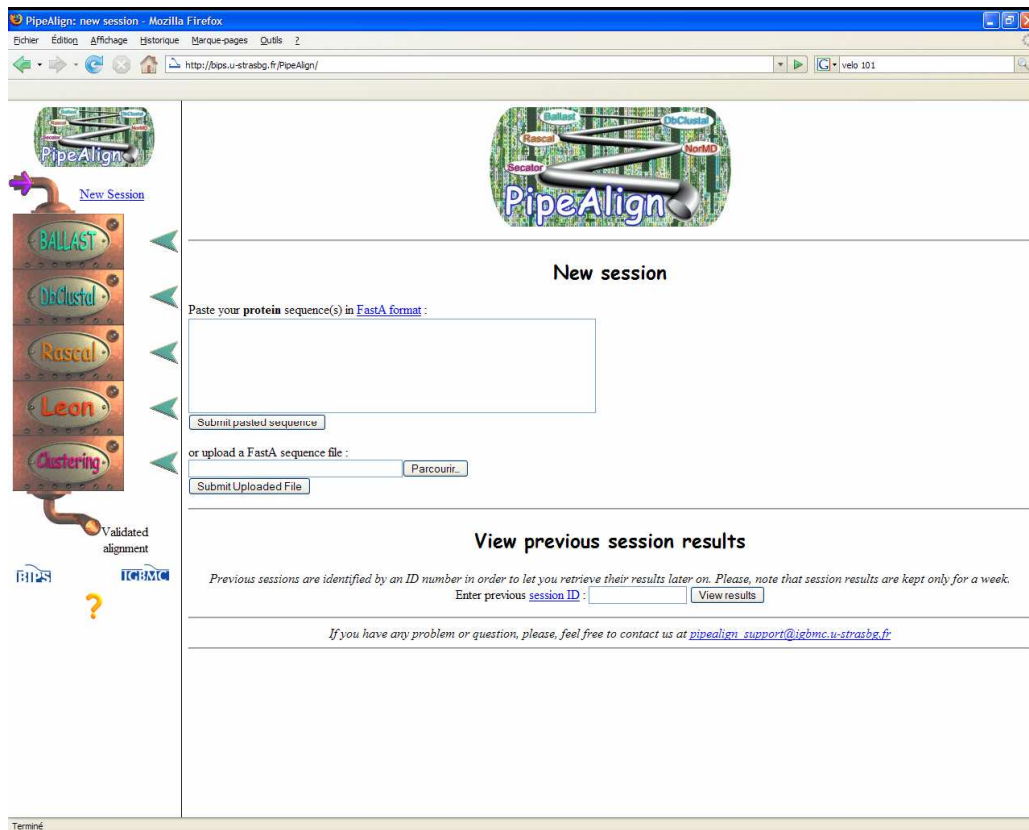 PipeAlign: new session - Mozilla Firefox
Fichier Édition Affichage Historique Marque-pages Outils ?
http://bips.u-strasbg.fr/PipeAlign/
G velo 101
Ballast
DbClustal
Rascal
NorMD
Secator
PipeAlign
PipeAlign
New Session
BALLAST
DbClustal
Rascal
Leon
Clustering
Validated
alignment
BIPS IGBMC
?
New session
Paste your protein sequence(s) in FastA format :
Submit pasted sequence
or upload a FastA sequence file :
Parcourir...
Submit Uploaded File
View previous session results
Previous sessions are identified by an ID number in order to let you retrieve their results later on. Please, note that session results are kept only for a week.
Enter previous session ID : View results
If you have any problem or question, please, feel free to contact us at pipealign_support@igbmc.u-strasbg.fr
Terminé